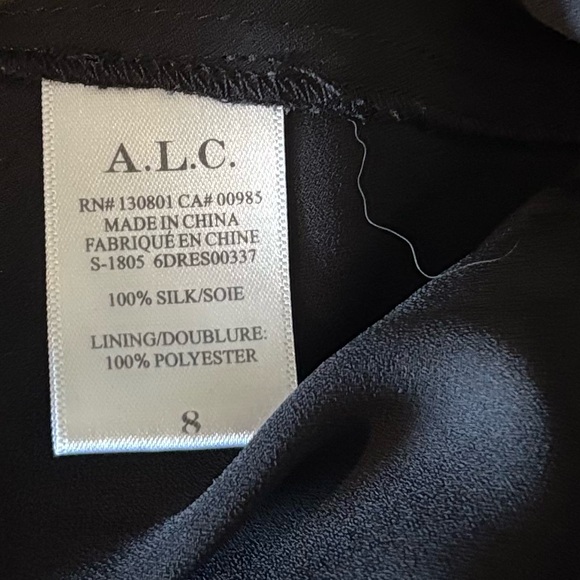 A.L.C.
RN# 130801 CA# 00985
MADE IN CHINA
FABRIQUÉ EN CHINE
S-1805 6DRES00337
100% SILK/SOIE
LINING/DOUBLURE:
100% POLYESTER
8